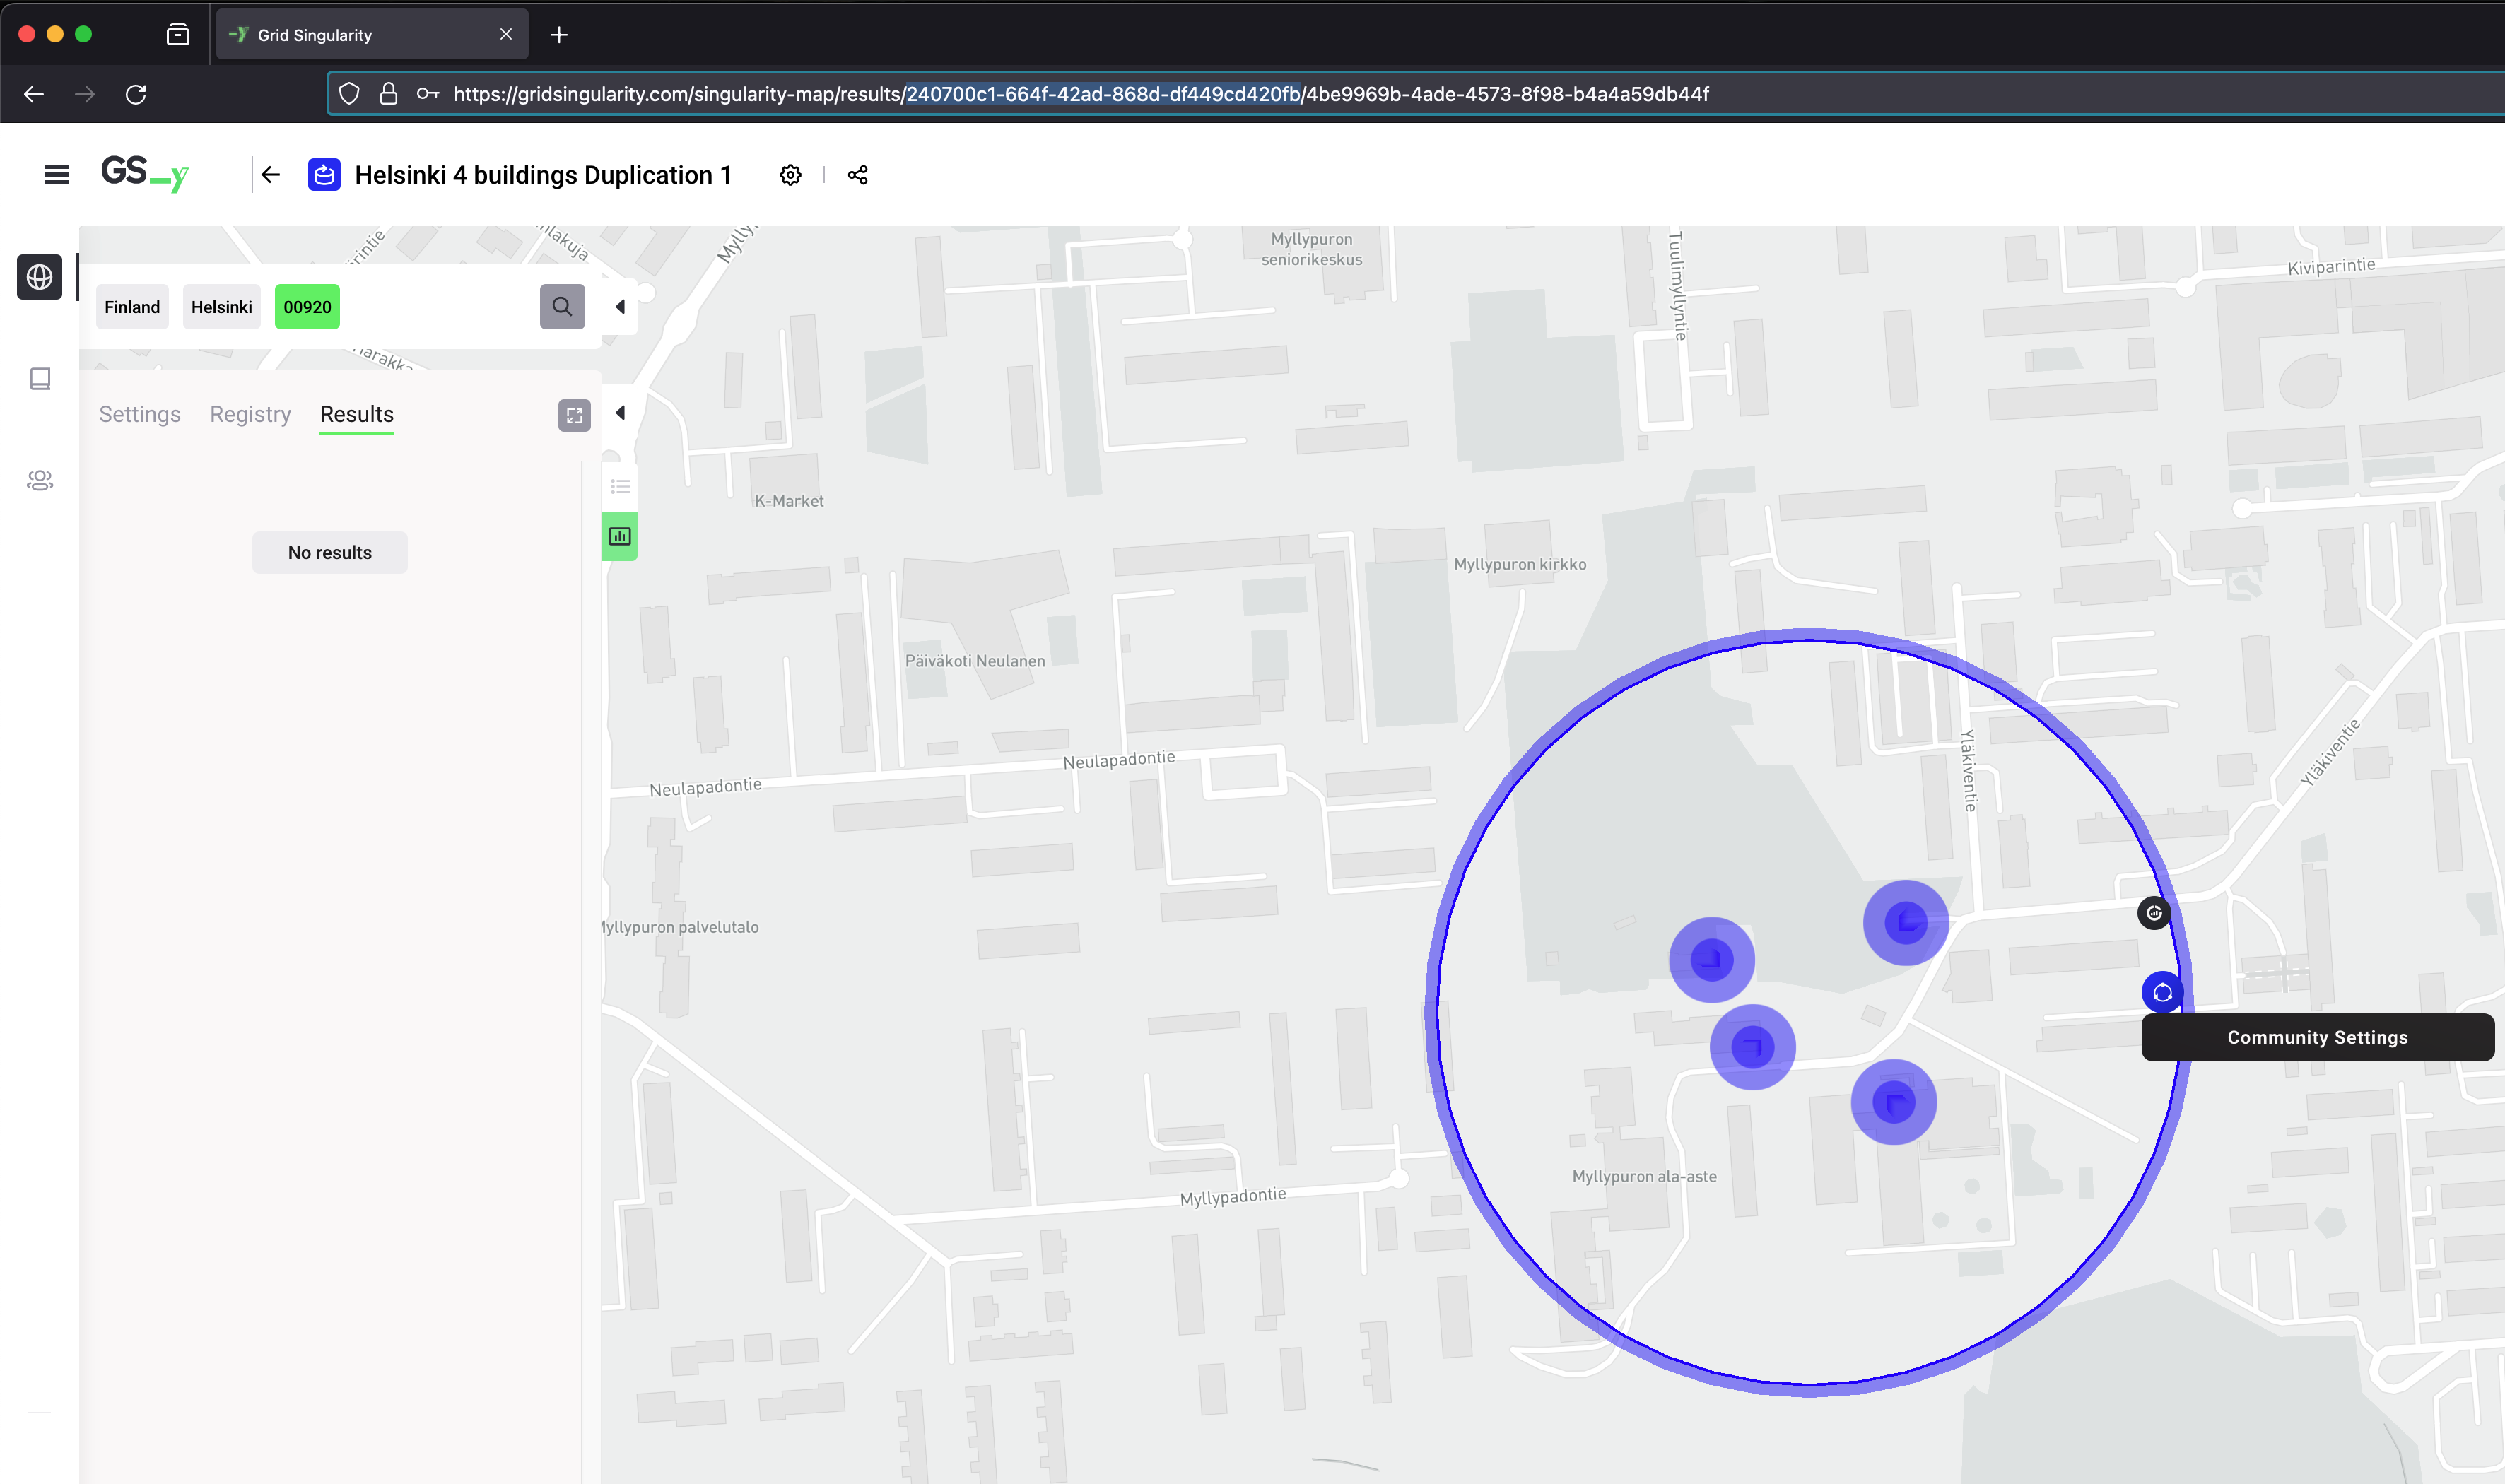 Grid Singularity
https://gridsingularity.com/singularity-map/results/240700c1-664f-42ad-868d-df449cd420fb/4be9969b-4ade-4573-8f98-b4a4a59db44f
GS_y
Helsinki 4 buildings Duplication 1
Finland
Helsinki
00920
Settings
Registry
Results
No results
Myllypuron
seniorikeskus
Tuulimyllyntie
Kiviparintie
K-Market
Myllypuron kirkko
Päiväkoti Neulanen
Neulapadontie
Neulapadontie
Yläkiventie
Yläkiventie
yllypuron palvelutalo
Community Settings
Myllypuron ala-aste
Myllypadontie